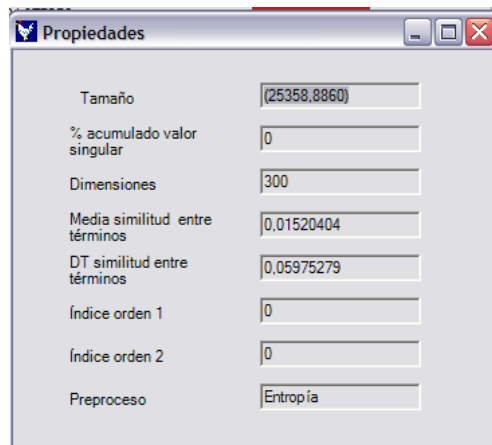 Propiedades
Tamaño
(25358,8860)
% acumulado valor
singular
0
Dimensiones
300
Media similitud entre
términos
0,01520404
DT similitud entre
términos
0,05975279
Índice orden 1
0
Índice orden 2
0
Preproceso
Entropía